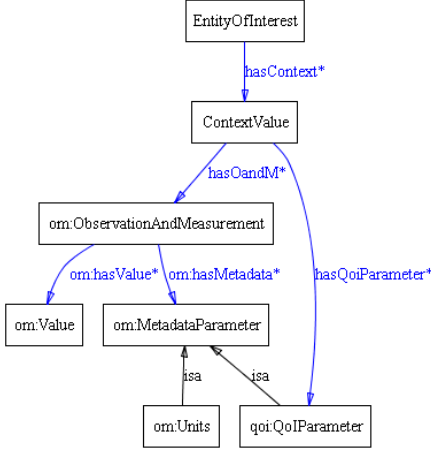 EntityOfInterest
hasContext*
ContextValue
hasOandM*
om:ObservationAndMeasurement
om:hasValue* om:hasMetadata* hasQoiParameter*
om:Value om:MetadataParameter
isa isa
om:Units qoi:QoIParameter